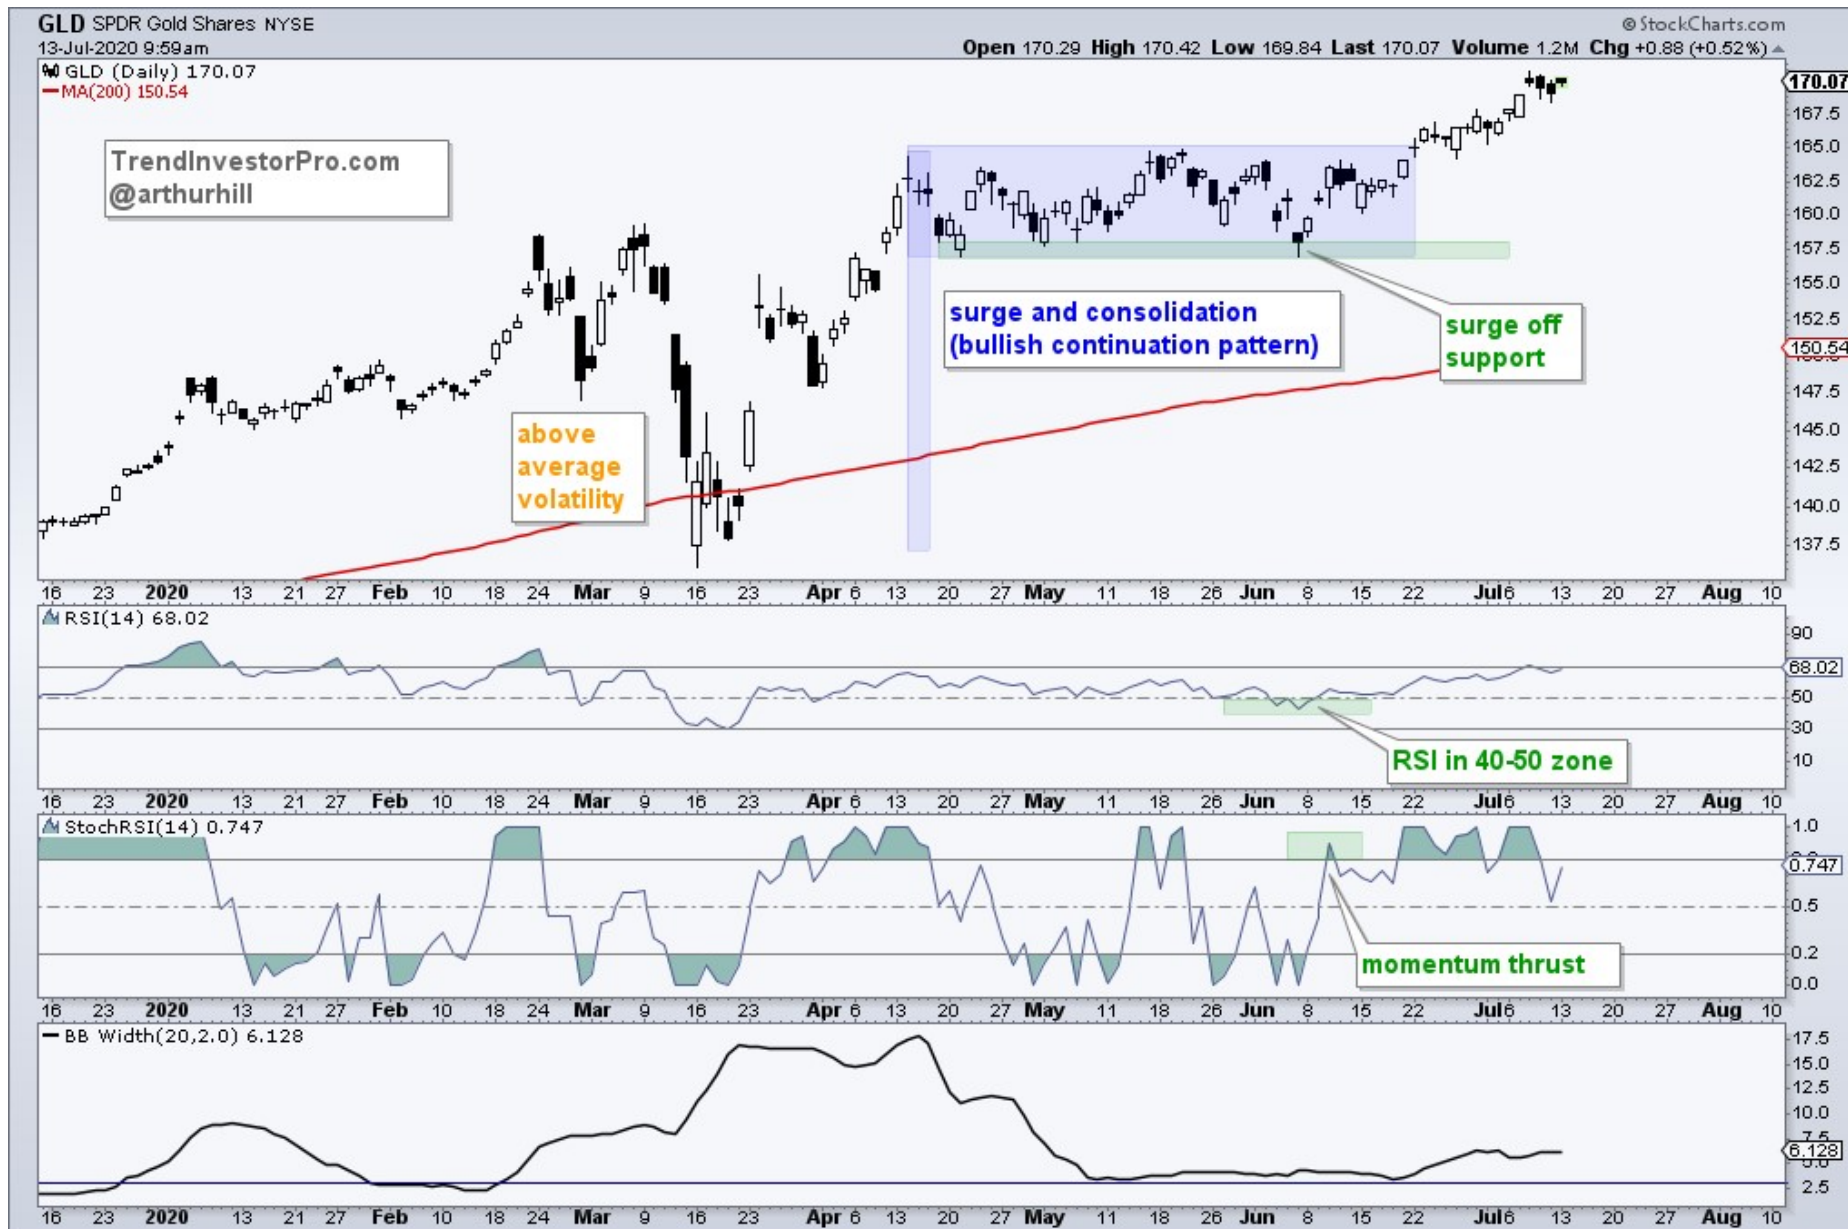 GLD SPDR Gold Shares NYSE
© StockCharts.com
13-Jul-2020 9:59am
Open 170.29 High 170.42 Low 169.84 Last 170.07 Volume 1.2M Chg +0.88 (+0.52%)
GLD (Daily) 170.07
MA(200) 150.54
TrendInvestorPro.com
@arthurhill
above
average
volatility
surge and consolidation
(bullish continuation pattern)
surge off
support
170.07
167.5
165.0
162.5
160.0
157.5
155.0
152.5
150.54
147.5
145.0
142.5
140.0
137.5
16 23 2020 13 21 27 Feb 10 18 24 Mar 9 16 23 Apr 6 13 20 27 May 11 18 26 Jun 8 15 22 Jul 6 13 20 27 Aug 10
RSI(14) 68.02
90
68.02
50
30
10
RSI in 40-50 zone
16 23 2020 13 21 27 Feb 10 18 24 Mar 9 16 23 Apr 6 13 20 27 May 11 18 26 Jun 8 15 22 Jul 6 13 20 27 Aug 10
StochRSI(14) 0.747
1.0
0.747
0.5
0.2
0.0
momentum thrust
16 23 2020 13 21 27 Feb 10 18 24 Mar 9 16 23 Apr 6 13 20 27 May 11 18 26 Jun 8 15 22 Jul 6 13 20 27 Aug 10
BB Width(20,2.0) 6.128
17.5
15.0
12.5
10.0
7.5
6.128
2.5
16 23 2020 13 21 27 Feb 10 18 24 Mar 9 16 23 Apr 6 13 20 27 May 11 18 26 Jun 8 15 22 Jul 6 13 20 27 Aug 10